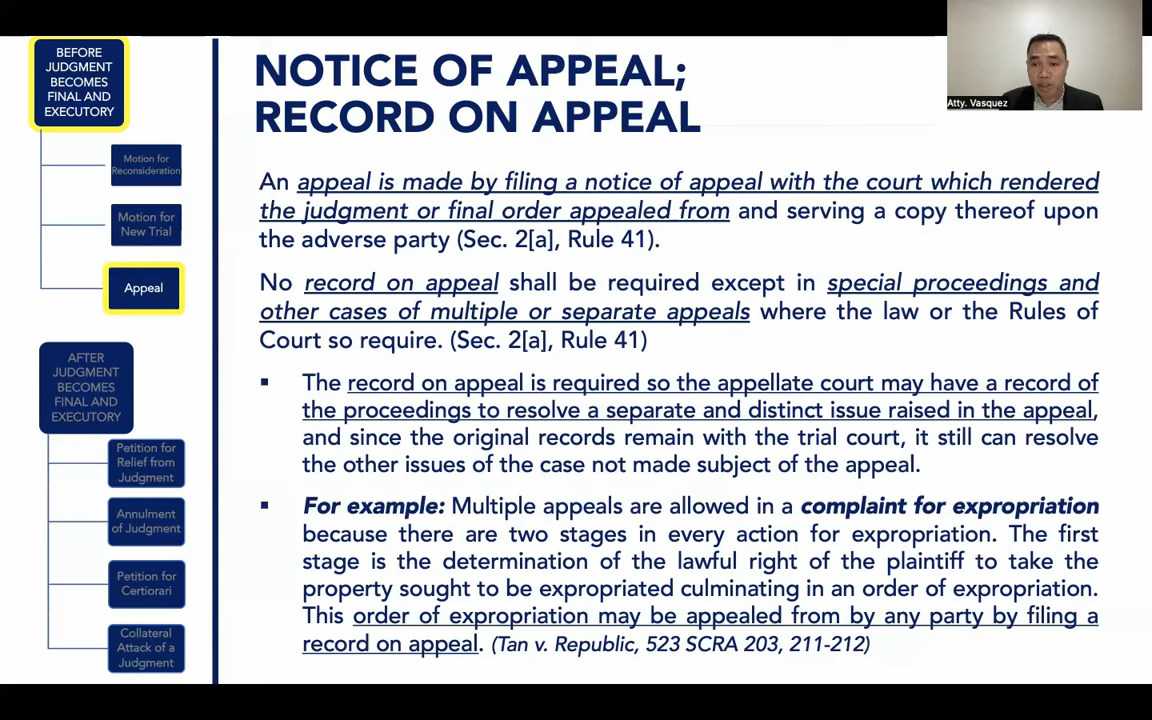 BEFORE
JUDGMENT
BECOMES
FINAL AND
EXECUTORY
Motion for
Reconsideration
Motion for
New Trial
Appeal
AFTER
JUDGMENT
BECOMES
FINAL AND
EXECUTORY
Petition for
Relief from
Judgment
Annulment
of Judgment
Petition for
Certiorari
Collateral
Attack of a
Judgment
NOTICE OF APPEAL;
RECORD ON APPEAL
Atty. Vasquez
An appeal is made by filing a notice of appeal with the court which rendered
the judgment or final order appealed from and serving a copy thereof upon
the adverse party (Sec. 2[a], Rule 41).
No record on appeal shall be required except in special proceedings and
other cases of multiple or separate appeals where the law or the Rules of
Court so require. (Sec. 2[a], Rule 41)
▪ The record on appeal is required so the appellate court may have a record of
the proceedings to resolve a separate and distinct issue raised in the appeal,
and since the original records remain with the trial court, it still can resolve
the other issues of the case not made subject of the appeal.
▪ For example: Multiple appeals are allowed in a complaint for expropriation
because there are two stages in every action for expropriation. The first
stage is the determination of the lawful right of the plaintiff to take the
property sought to be expropriated culminating in an order of expropriation.
This order of expropriation may be appealed from by any party by filing a
record on appeal. (Tan v. Republic, 523 SCRA 203, 211-212)